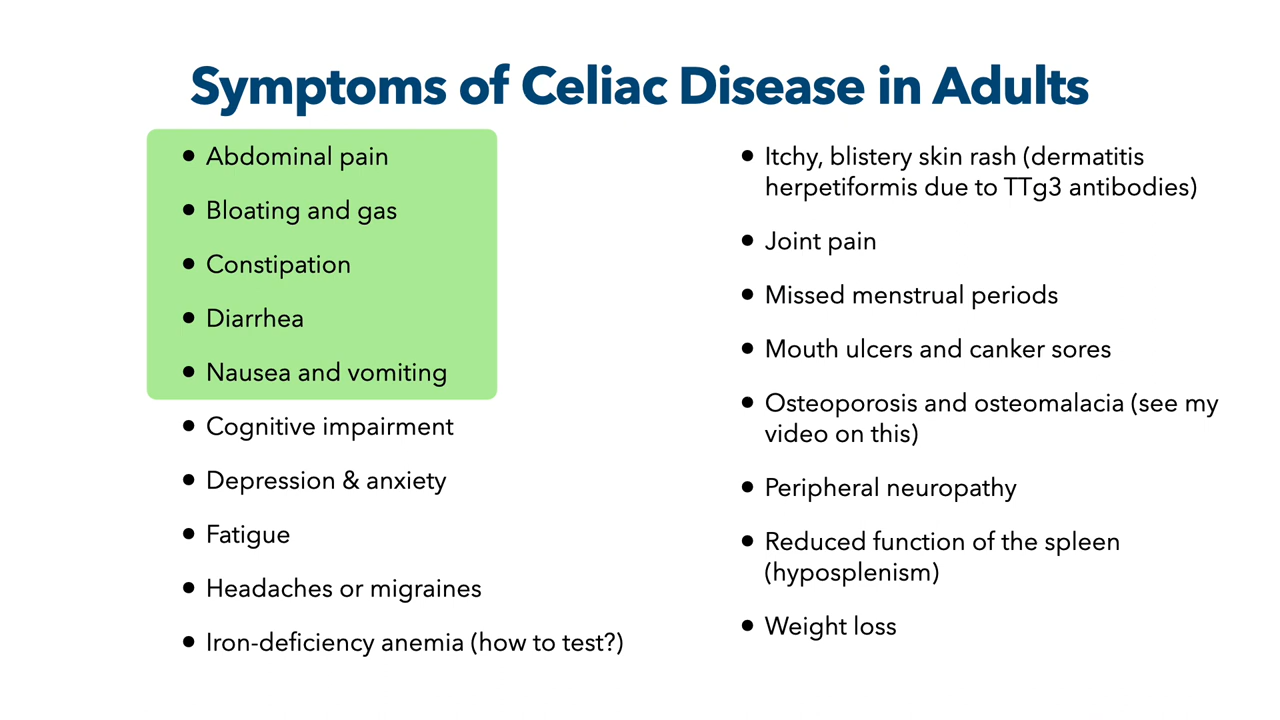 Symptoms of Celiac Disease in Adults
• Abdominal pain
• Bloating and gas
• Constipation
• Diarrhea
• Nausea and vomiting
• Cognitive impairment
• Depression & anxiety
• Fatigue
• Headaches or migraines
• Iron-deficiency anemia (how to test?)
• Itchy, blistery skin rash (dermatitis
herpetiformis due to TTg3 antibodies)
• Joint pain
• Missed menstrual periods
• Mouth ulcers and canker sores
• Osteoporosis and osteomalacia (see my
video on this)
• Peripheral neuropathy
• Reduced function of the spleen
(hyposplenism)
• Weight loss